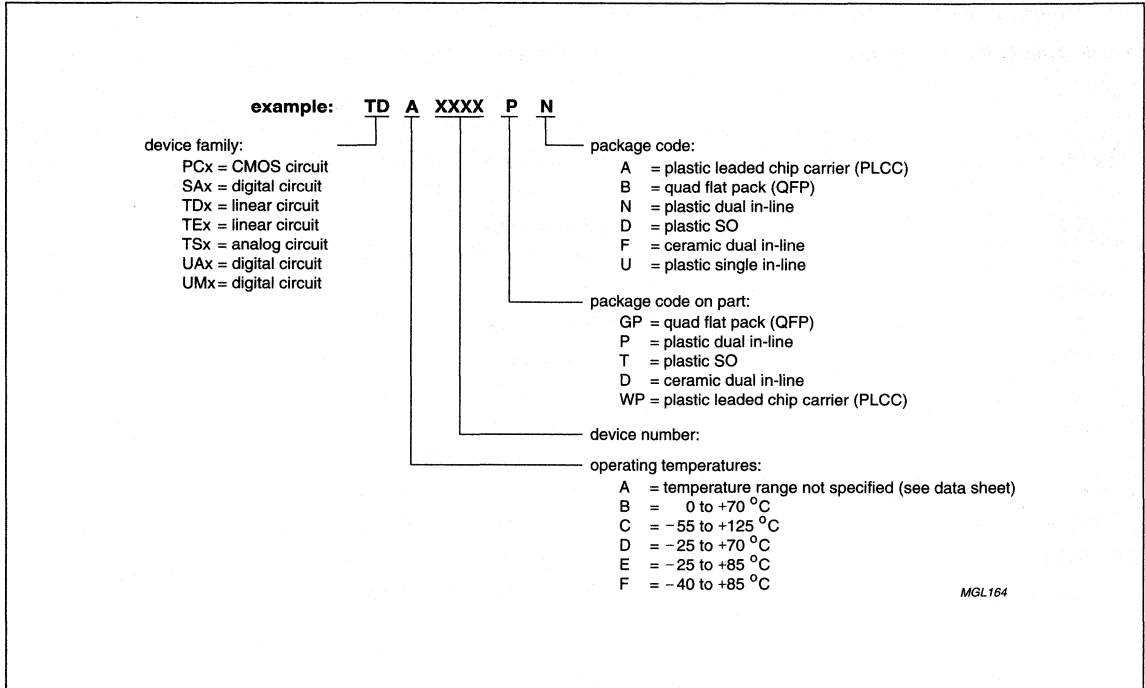 example: TD A XXXX P N
device family:
PCx = CMOS circuit
SAx = digital circuit
TDx = linear circuit
TEx = linear circuit
TSx = analog circuit
UAx = digital circuit
UMx = digital circuit
package code:
A = plastic leaded chip carrier (PLCC)
B = quad flat pack (QFP)
N = plastic dual in-line
D = plastic SO
F = ceramic dual in-line
U = plastic single in-line
package code on part:
GP = quad flat pack (QFP)
P = plastic dual in-line
T = plastic SO
D = ceramic dual in-line
WP = plastic leaded chip carrier (PLCC)
device number:
operating temperatures:
A = temperature range not specified (see data sheet)
B = 0 to +70 °C
C = −55 to +125 °C
D = −25 to +70 °C
E = −25 to +85 °C
F = −40 to +85 °C
MGL164